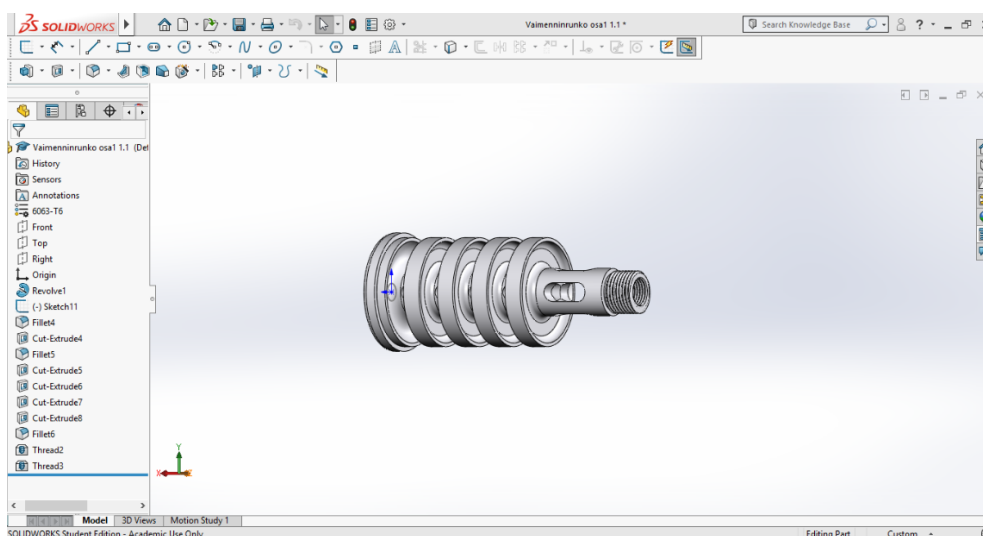 SOLIDWORKS
Vaimenninrunko osa1 1.1 *
Search Knowledge Base
?
Vaimenninrunko osa1 1.1 (Def
History
Sensors
Annotations
6063-T6
Front
Top
Right
Origin
Revolve1
(-) Sketch11
Fillet4
Cut-Extrude4
Fillet5
Cut-Extrude5
Cut-Extrude6
Cut-Extrude7
Cut-Extrude8
Fillet6
Thread2
Thread3
Y
X
Model 3D Views Motion Study 1
SOLIDWORKS Student Edition - Academic Use Only
Editing Part Custom